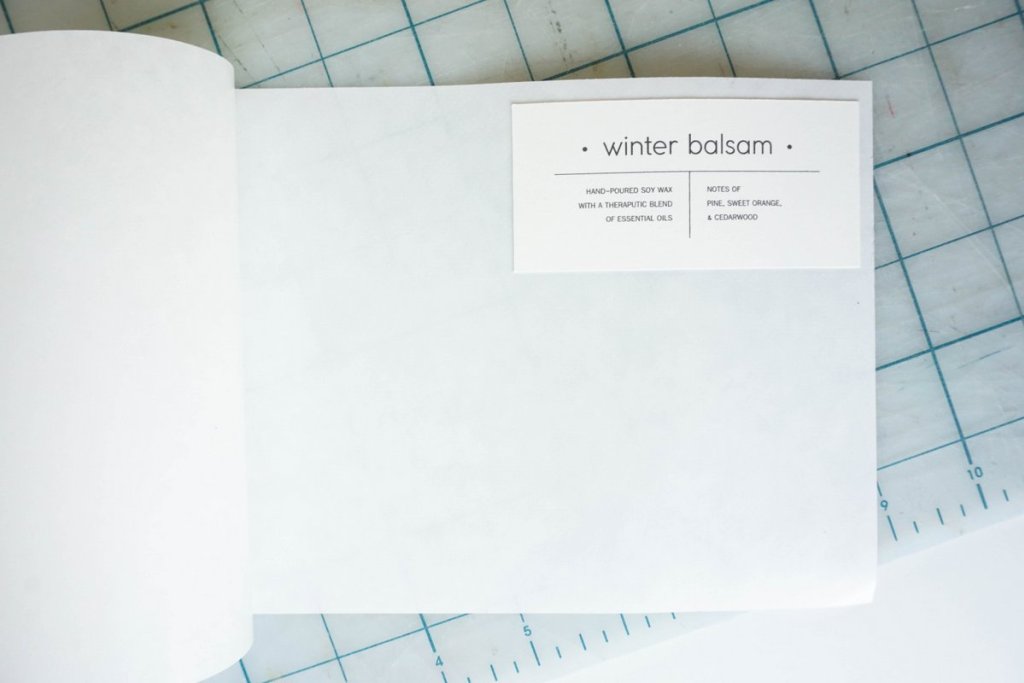 • winter balsam •
HAND-POURED SOY WAX
WITH A THERAPUTIC BLEND
OF ESSENTIAL OILS
NOTES OF
PINE, SWEET ORANGE,
& CEDARWOOD
10
9
5
4